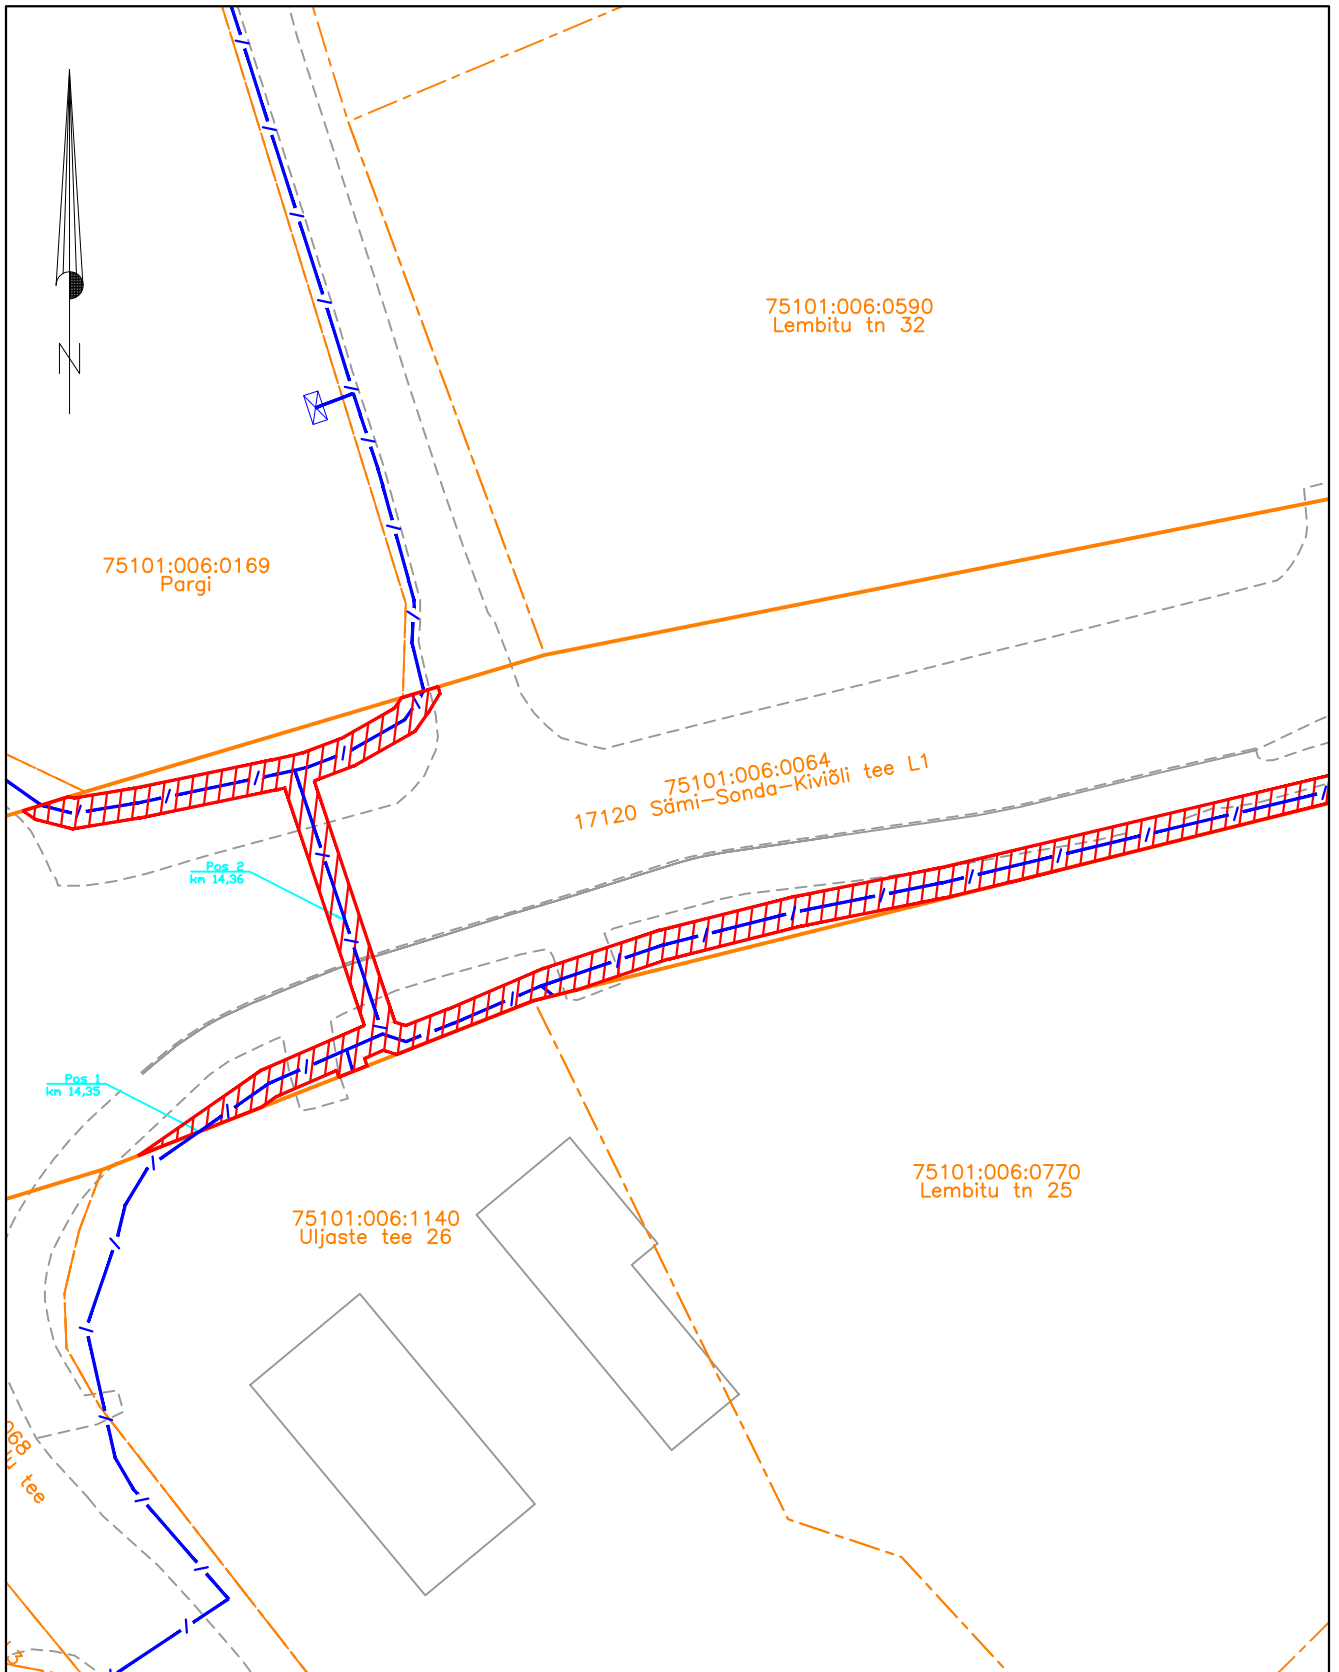 N
75101:006:0590
Lembitu tn 32
75101:006:0169
Pargi
75101:006:0064
17120 Sämi-Sonda-Kiviõli tee L1
Pos 2
km 14,36
Pos 1
km 14,35
75101:006:0770
Lembitu tn 25
75101:006:1140
Uljaste tee 26
068
tee